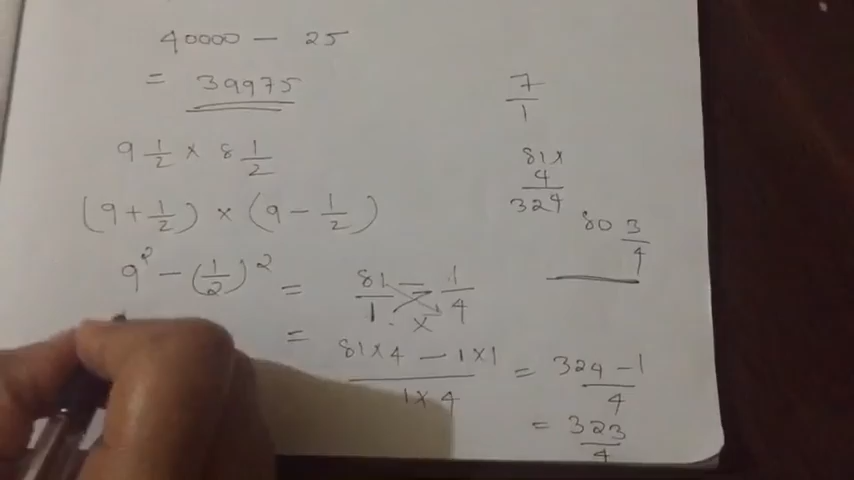 40000 - 25
= 39975
9 1/2 × 8 1/2
(9 + 1/2) × (9 - 1/2)
9² - (1/2)² = 81/1 - 1/4
×
= 81×4 - 1×1 / 1×4 = 324 - 1 / 4
= 323/4
7/1
81×
4
324
80 3/4